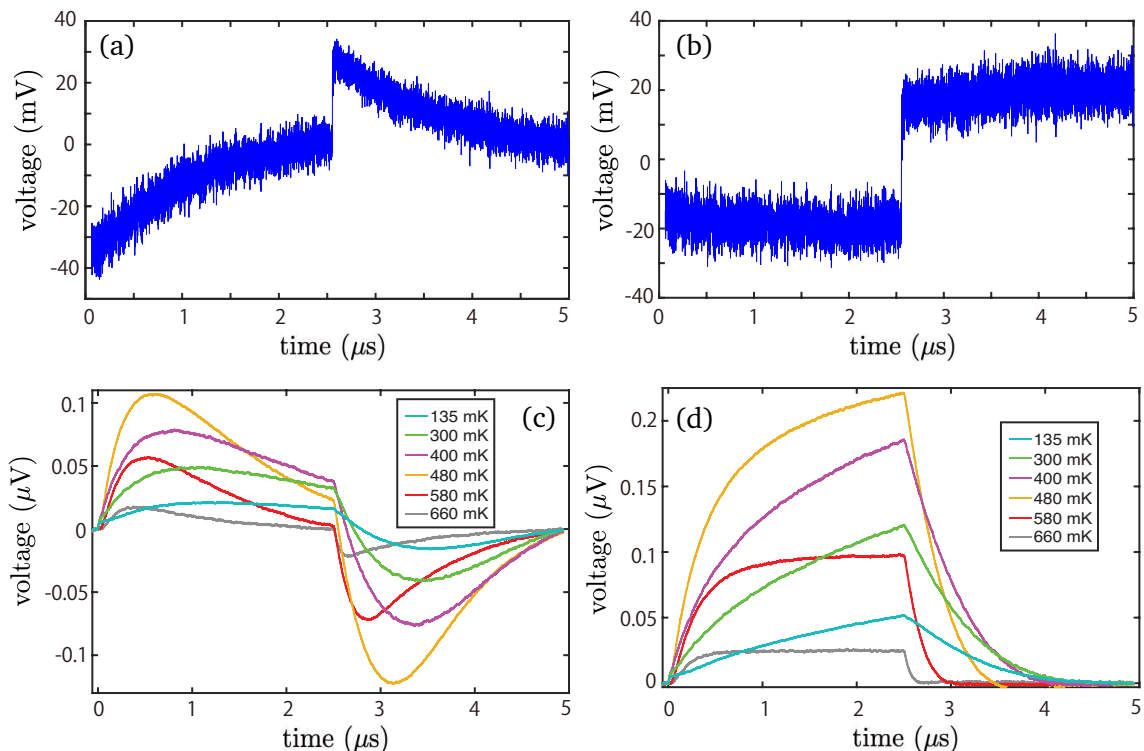 (a)
voltage (mV)
40
20
0
-20
-40
0 1 2 3 4 5
time (μs)
(b)
voltage (mV)
40
20
0
-20
-40
0 1 2 3 4 5
time (μs)
(c)
voltage (μV)
0.1
0.05
0
-0.05
-0.1
135 mK
300 mK
400 mK
480 mK
580 mK
660 mK
0 1 2 3 4 5
time (μs)
(d)
voltage (μV)
0.2
0.15
0.1
0.05
0
135 mK
300 mK
400 mK
480 mK
580 mK
660 mK
0 1 2 3 4 5
time (μs)